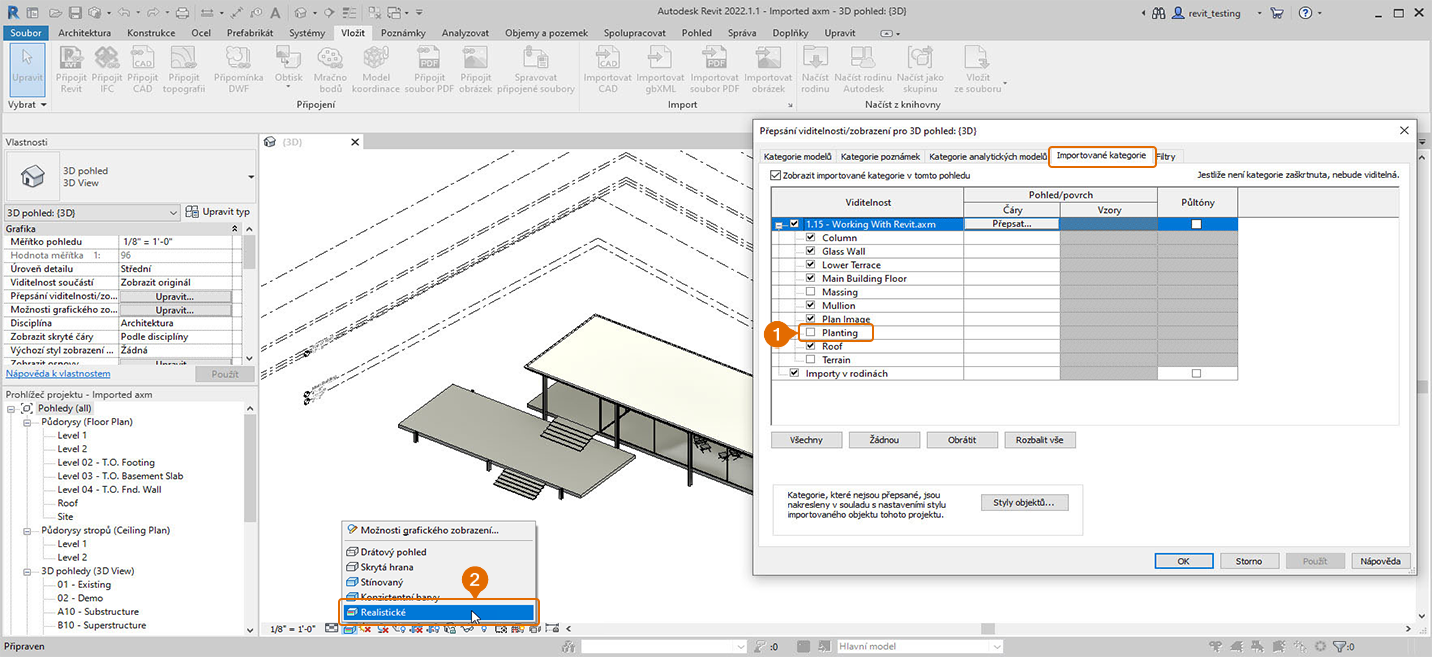 Autodesk Revit 2022.1.1 - Imported axm - 3D pohled: {3D}
revit_testing
Soubor Architektura Konstrukce Ocel Prefabrikát Systémy Vložit Poznámky Analyzovat Objemy a pozemek Spolupracovat Pohled Správa Doplňky Upravit
Upravit
Připojit Revit
Připojit IFC
Připojit CAD
Připojit topografii
Připomínka DWF
Obtisk
Mračno bodů
Model koordinace
Připojit soubor PDF
Připojit obrázek
Spravovat připojené soubory
Importovat CAD
Importovat gbXML
Importovat soubor PDF
Importovat obrázek
Načíst rodinu
Načíst rodinu Autodesk
Načíst jako skupinu
Vložit ze souboru
Vybrat Připojení Import Načíst z knihovny
Vlastnosti
3D pohled
3D View
3D pohled: {3D} Upravit typ
Grafika
Měřítko pohledu 1/8" = 1'-0"
Hodnota měřítka 1: 96
Úroveň detailu Střední
Viditelnost součástí Zobrazit originál
Přepsání viditelnosti/zo... Upravit...
Možnosti grafického zo... Upravit...
Disciplína Architektura
Zobrazit skryté čáry Podle disciplíny
Výchozí styl zobrazení ... Žádná
Zobrazit osnovy Upravit...
Nápověda k vlastnostem Použít
Prohlížeč projektu - Imported axm
Pohledy (all)
Půdorysy (Floor Plan)
Level 1
Level 2
Level 02 - T.O. Footing
Level 03 - T.O. Basement Slab
Level 04 - T.O. Fnd. Wall
Roof
Site
Půdorysy stropů (Ceiling Plan)
Level 1
Level 2
3D pohledy (3D View)
01 - Existing
02 - Demo
A10 - Substructure
B10 - Superstructure
{3D}
Možnosti grafického zobrazení...
Drátový pohled
Skrytá hrana
Stínovaný
Konzistentní barvy
Realistické
2
1/8" = 1'-0"
Přepsání viditelnosti/zobrazení pro 3D pohled: {3D}
Kategorie modelů Kategorie poznámek Kategorie analytických modelů Importované kategorie Filtry
Zobrazit importované kategorie v tomto pohledu Jestliže není kategorie zaškrtnuta, nebude viditelná.
Viditelnost Pohled/povrch Půltóny
Čáry Vzory
1.15 - Working With Revit.axm Přepsat...
Column
Glass Wall
Lower Terrace
Main Building Floor
Massing
Mullion
Plan Image
1 Planting
Roof
Terrain
Importy v rodinách
Všechny Žádnou Obrátit Rozbalit vše
Kategorie, které nejsou přepsané, jsou
nakresleny v souladu s nastaveními stylu
importovaného objektu tohoto projektu.
Styly objektů...
OK Storno Použít Nápověda
Připraven
:0
Hlavní model
:0